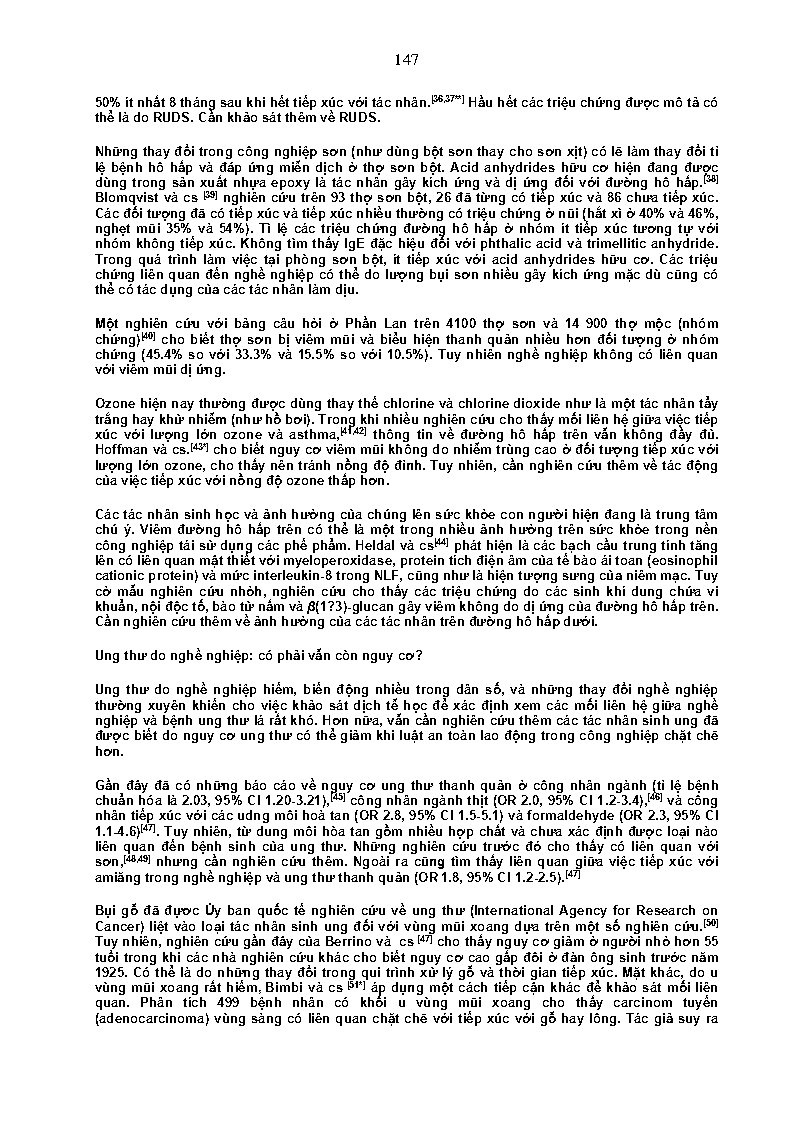 147
50% ít nhất 8 tháng sau khi hết tiếp xúc với tác nhân.[36,37**] Hầu hết các triệu chứng được mô tả có
thể là do RUDS. Cần khảo sát thêm về RUDS.
Những thay đổi trong công nghiệp sơn (như dùng bột sơn thay cho sơn xịt) có lẽ làm thay đổi tỉ
lệ bệnh hô hấp và đáp ứng miễn dịch ở thợ sơn bột. Acid anhydrides hữu cơ hiện đang được
dùng trong sản xuất nhựa epoxy là tác nhân gây kích ứng và dị ứng đối với đường hô hấp.[38]
Blomqvist và cs [39] nghiên cứu trên 93 thợ sơn bột, 26 đã từng có tiếp xúc và 86 chưa tiếp xúc.
Các đối tượng đã có tiếp xúc và tiếp xúc nhiều thường có triệu chứng ở nũi (hắt xì ở 40% và 46%,
nghẹt mũi 35% và 54%). Tỉ lệ các triệu chứng đường hô hấp ở nhóm ít tiếp xúc tương tự với
nhóm không tiếp xúc. Không tìm thấy IgE đặc hiệu đối với phthalic acid và trimellitic anhydride.
Trong quá trình làm việc tại phòng sơn bột, ít tiếp xúc với acid anhydrides hữu cơ. Các triệu
chứng liên quan đến nghề nghiệp có thể do lượng bụi sơn nhiều gây kích ứng mặc dù cũng có
thể có tác dụng của các tác nhân làm dịu.
Một nghiên cứu với bảng câu hỏi ở Phần Lan trên 4100 thợ sơn và 14 900 thợ mộc (nhóm
chứng)[40] cho biết thợ sơn bị viêm mũi và biểu hiện thanh quản nhiều hơn đối tượng ở nhóm
chứng (45.4% so với 33.3% và 15.5% so với 10.5%). Tuy nhiên nghề nghiệp không có liên quan
với viêm mũi dị ứng.
Ozone hiện nay thường được dùng thay thế chlorine và chlorine dioxide như là một tác nhân tẩy
trắng hay khử nhiễm (như hồ bơi). Trong khi nhiều nghiên cứu cho thấy mối liên hệ giữa việc tiếp
xúc với lượng lớn ozone và asthma,[41,42] thông tin về đường hô hấp trên vẫn không đầy đủ.
Hoffman và cs.[43*] cho biết nguy cơ viêm mũi không do nhiễm trùng cao ở đối tượng tiếp xúc với
lượng lớn ozone, cho thấy nên tránh nồng độ đỉnh. Tuy nhiên, cần nghiên cứu thêm về tác động
của việc tiếp xúc với nồng độ ozone thấp hơn.
Các tác nhân sinh học và ảnh hưởng của chúng lên sức khỏe con người hiện đang là trung tâm
chú ý. Viêm đường hô hấp trên có thể là một trong nhiều ảnh hưởng trên sức khỏe trong nền
công nghiệp tái sử dụng các phế phẩm. Heldal và cs[44] phát hiện là các bạch cầu trung tính tăng
lên có liên quan mật thiết với myeloperoxidase, protein tích điện âm của tế bào ái toan (eosinophil
cationic protein) và mức interleukin-8 trong NLF, cũng như là hiện tượng sưng của niêm mạc. Tuy
cở mẫu nghiên cứu nhỏh, nghiên cứu cho thấy các triệu chứng do các sinh khí dung chứa vi
khuẩn, nội độc tố, bào tử nấm và β(1?3)-glucan gây viêm không do dị ứng của đường hô hấp trên.
Cần nghiên cứu thêm về ảnh hưởng của các tác nhân trên đường hô hấp dưới.
Ung thư do nghề nghiệp: có phải vẫn còn nguy cơ?
Ung thư do nghề nghiệp hiếm, biến động nhiều trong dân số, và những thay đổi nghề nghiệp
thường xuyên khiến cho việc khảo sát dịch tễ học để xác định xem các mối liên hệ giữa nghề
nghiệp và bệnh ung thư lá rất khó. Hơn nữa, vẫn cần nghiên cứu thêm các tác nhân sinh ung đã
được biết do nguy cơ ung thư có thể giảm khi luật an toàn lao động trong công nghiệp chặt chẽ
hơn.
Gần đây đã có những báo cáo về nguy cơ ung thư thanh quản ở công nhân ngành (tỉ lệ bệnh
chuẩn hóa là 2.03, 95% CI 1.20-3.21),[45] công nhân ngành thịt (OR 2.0, 95% CI 1.2-3.4),[46] và công
nhân tiếp xúc với các udng môi hoà tan (OR 2.8, 95% CI 1.5-5.1) và formaldehyde (OR 2.3, 95% CI
1.1-4.6)[47]. Tuy nhiên, từ dung môi hòa tan gồm nhiều hợp chất và chưa xác định được loại nào
liên quan đến bệnh sinh của ung thư. Những nghiên cứu trước đó cho thấy có liên quan với
sơn,[48,49] nhưng cần nghiên cứu thêm. Ngoài ra cũng tìm thấy liên quan giữa việc tiếp xúc với
amiăng trong nghề nghiệp và ung thư thanh quản (OR 1.8, 95% CI 1.2-2.5).[47]
Bụi gỗ đã đựơc Ủy ban quốc tế nghiên cứu về ung thư (International Agency for Research on
Cancer) liệt vào loại tác nhân sinh ung đối với vùng mũi xoang dựa trên một số nghiên cứu.[50]
Tuy nhiên, nghiên cứu gần đây của Berrino và cs [47] cho thấy nguy cơ giảm ở người nhỏ hơn 55
tuổi trong khi các nhà nghiên cứu khác cho biết nguy cơ cao gấp đôi ở đàn ông sinh trước năm
1925. Có thể là do những thay đổi trong qui trình xử lý gỗ và thời gian tiếp xúc. Mặt khác, do u
vùng mũi xoang rất hiếm, Bimbi và cs [51*] áp dụng một cách tiếp cận khác để khảo sát mối liên
quan. Phân tích 499 bệnh nhân có khối u vùng mũi xoang cho thấy carcinom tuyến
(adenocarcinoma) vùng sàng có liên quan chặt chẽ với tiếp xúc với gỗ hay lông. Tác giả suy ra